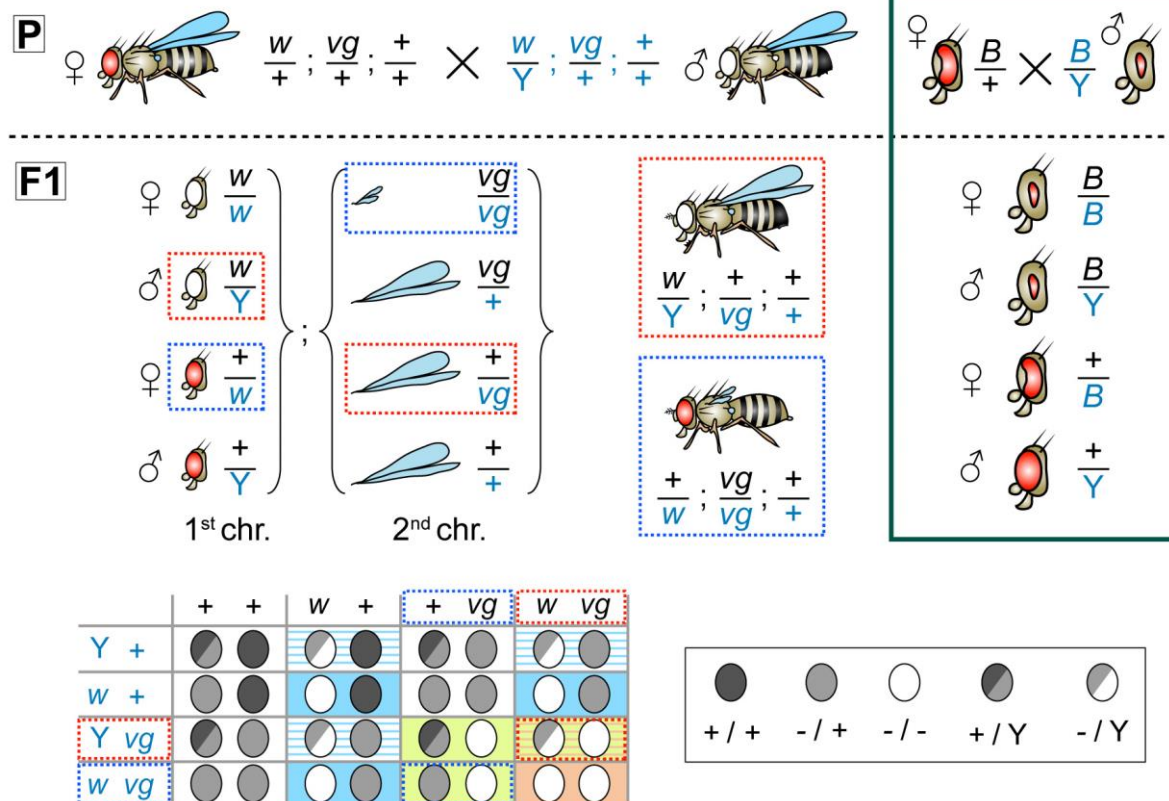 P
♀ w/+ ; vg/+ ; +/+ × w/Y ; vg/+ ; +/+ ♂
♀ B/+ × B/Y ♂
F1
♀ w/w
♂ w/Y
♀ +/w
♂ +/Y
1st chr.
;
vg/vg
vg/+
+/vg
+/+
2nd chr.
w/Y ; +/vg ; +/+
+/w ; vg/vg ; +/+
♀ B/B
♂ B/Y
♀ +/B
♂ +/Y
+ + w + + vg w vg
Y +
w +
Y vg
w vg
+/+ -/+ -/- +/Y -/Y